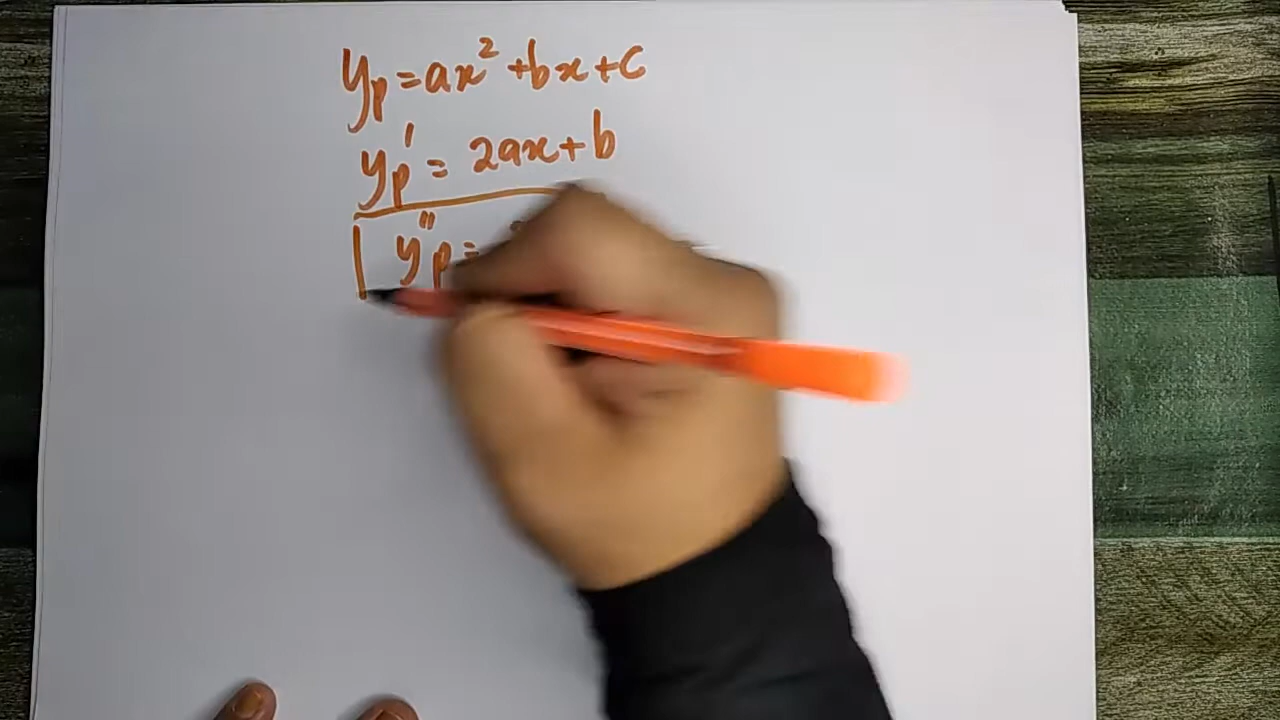 yp = ax² + bx + c
yp' = 2ax + b
y''p =